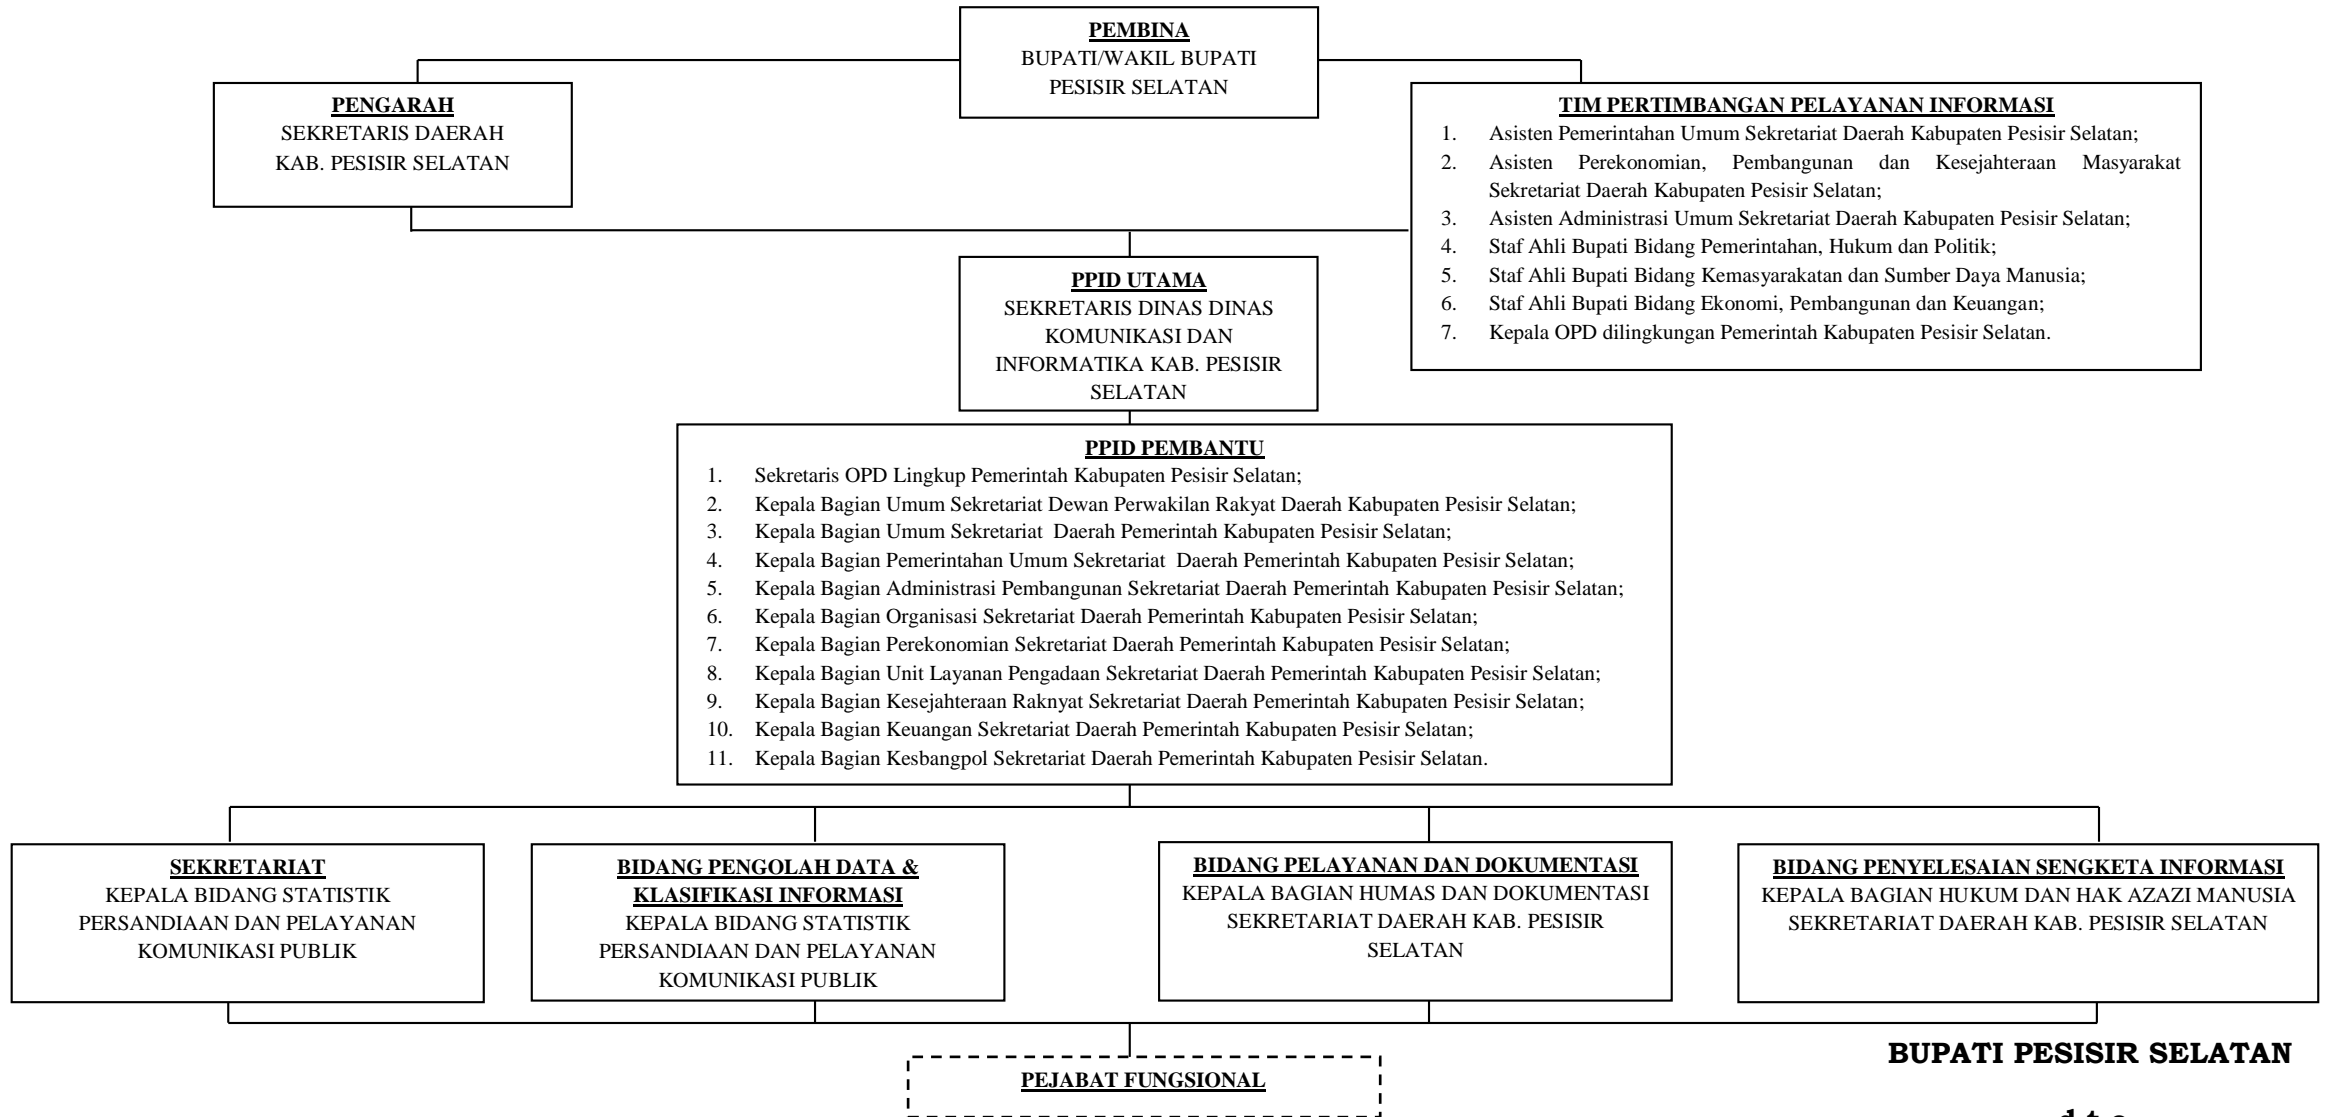 PEMBINA
BUPATI/WAKIL BUPATI
PESISIR SELATAN
PENGARAH
SEKRETARIS DAERAH
KAB. PESISIR SELATAN
TIM PERTIMBANGAN PELAYANAN INFORMASI
1. Asisten Pemerintahan Umum Sekretariat Daerah Kabupaten Pesisir Selatan;
2. Asisten Perekonomian, Pembangunan dan Kesejahteraan Masyarakat
Sekretariat Daerah Kabupaten Pesisir Selatan;
3. Asisten Administrasi Umum Sekretariat Daerah Kabupaten Pesisir Selatan;
4. Staf Ahli Bupati Bidang Pemerintahan, Hukum dan Politik;
5. Staf Ahli Bupati Bidang Kemasyarakatan dan Sumber Daya Manusia;
6. Staf Ahli Bupati Bidang Ekonomi, Pembangunan dan Keuangan;
7. Kepala OPD dilingkungan Pemerintah Kabupaten Pesisir Selatan.
PPID UTAMA
SEKRETARIS DINAS DINAS
KOMUNIKASI DAN
INFORMATIKA KAB. PESISIR
SELATAN
PPID PEMBANTU
1. Sekretaris OPD Lingkup Pemerintah Kabupaten Pesisir Selatan;
2. Kepala Bagian Umum Sekretariat Dewan Perwakilan Rakyat Daerah Kabupaten Pesisir Selatan;
3. Kepala Bagian Umum Sekretariat Daerah Pemerintah Kabupaten Pesisir Selatan;
4. Kepala Bagian Pemerintahan Umum Sekretariat Daerah Pemerintah Kabupaten Pesisir Selatan;
5. Kepala Bagian Administrasi Pembangunan Sekretariat Daerah Pemerintah Kabupaten Pesisir Selatan;
6. Kepala Bagian Organisasi Sekretariat Daerah Pemerintah Kabupaten Pesisir Selatan;
7. Kepala Bagian Perekonomian Sekretariat Daerah Pemerintah Kabupaten Pesisir Selatan;
8. Kepala Bagian Unit Layanan Pengadaan Sekretariat Daerah Pemerintah Kabupaten Pesisir Selatan;
9. Kepala Bagian Kesejahteraan Raknyat Sekretariat Daerah Pemerintah Kabupaten Pesisir Selatan;
10. Kepala Bagian Keuangan Sekretariat Daerah Pemerintah Kabupaten Pesisir Selatan;
11. Kepala Bagian Kesbangpol Sekretariat Daerah Pemerintah Kabupaten Pesisir Selatan.
SEKRETARIAT
KEPALA BIDANG STATISTIK
PERSANDIAAN DAN PELAYANAN
KOMUNIKASI PUBLIK
BIDANG PENGOLAH DATA &
KLASIFIKASI INFORMASI
KEPALA BIDANG STATISTIK
PERSANDIAAN DAN PELAYANAN
KOMUNIKASI PUBLIK
BIDANG PELAYANAN DAN DOKUMENTASI
KEPALA BAGIAN HUMAS DAN DOKUMENTASI
SEKRETARIAT DAERAH KAB. PESISIR
SELATAN
BIDANG PENYELESAIAN SENGKETA INFORMASI
KEPALA BAGIAN HUKUM DAN HAK AZAZI MANUSIA
SEKRETARIAT DAERAH KAB. PESISIR SELATAN
PEJABAT FUNGSIONAL
BUPATI PESISIR SELATAN